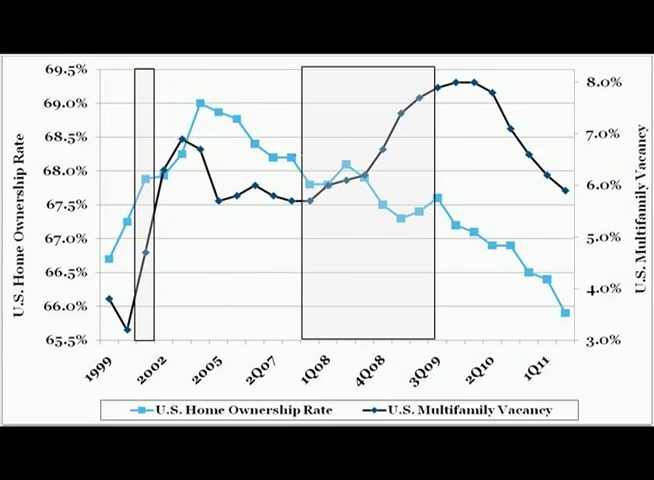 69.5%
69.0%
68.5%
68.0%
67.5%
67.0%
66.5%
66.0%
65.5%
U.S. Home Ownership Rate
8.0%
7.0%
6.0%
5.0%
4.0%
3.0%
U.S. Multifamily Vacancy
1999
2002
2005
2Q07
1Q08
4Q08
3Q09
2Q10
1Q11
U.S. Home Ownership Rate
U.S. Multifamily Vacancy